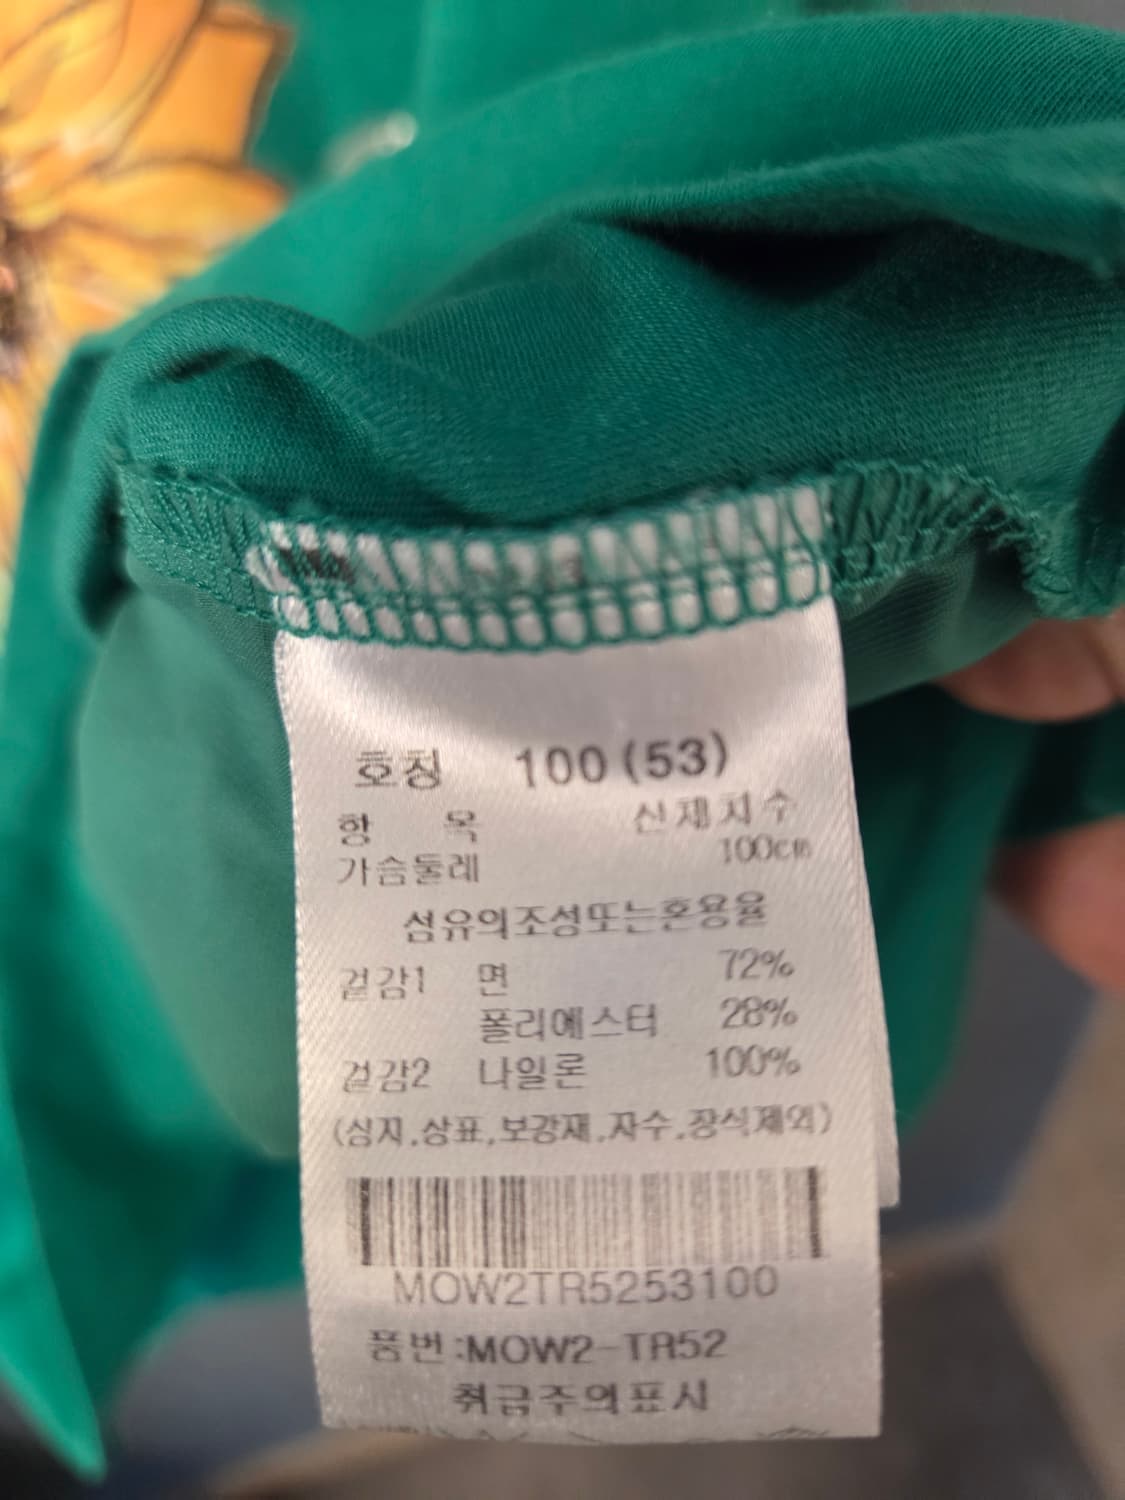 호칭 100(53)
항 목 신체치수
가슴둘레 100cm
섬유의조성또는혼용율
겉감1 면 72%
폴리에스터 28%
겉감2 나일론 100%
(심지,상표,보강재,자수,장식제외)
MOW2TR5253100
품번:MOW2-TR52
취급주의표시